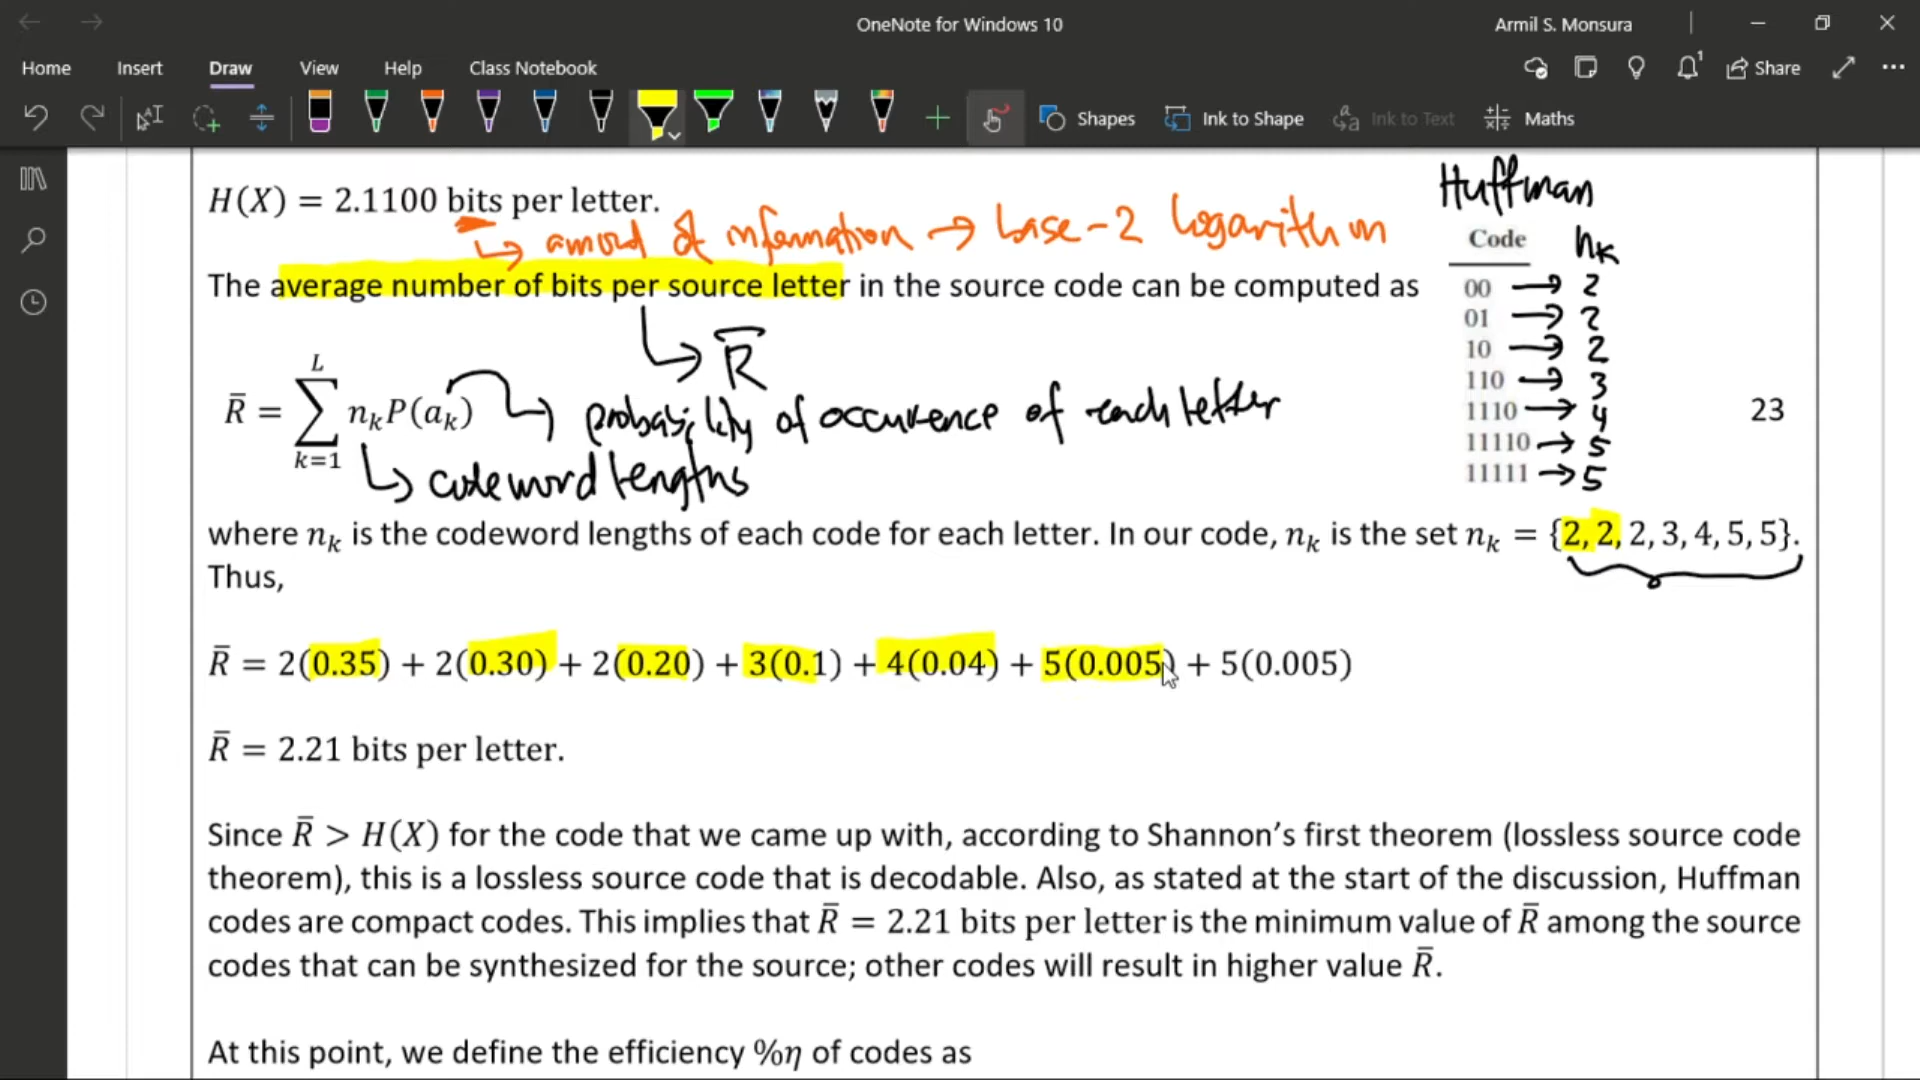 OneNote for Windows 10
Armil S. Monsura
Home Insert Draw View Help Class Notebook
1 Share
Shapes Ink to Shape Ink to Text Maths
H(X) = 2.1100 bits per letter.
↳ amount of information → base-2 logarithm
Huffman
Code nk
The average number of bits per source letter in the source code can be computed as
↳ R̄
00 → 2
01 → 2
10 → 2
110 → 3
1110 → 4
11110 → 5
11111 → 5
R̄ = ∑ᴸₖ₌₁ nₖP(aₖ) → probability of occurence of each letter
23
↳ codeword lengths
where nₖ is the codeword lengths of each code for each letter. In our code, nₖ is the set nₖ = {2, 2, 2, 3, 4, 5, 5}.
Thus,
R̄ = 2(0.35) + 2(0.30) + 2(0.20) + 3(0.1) + 4(0.04) + 5(0.005) + 5(0.005)
R̄ = 2.21 bits per letter.
Since R̄ > H(X) for the code that we came up with, according to Shannon’s first theorem (lossless source code
theorem), this is a lossless source code that is decodable. Also, as stated at the start of the discussion, Huffman
codes are compact codes. This implies that R̄ = 2.21 bits per letter is the minimum value of R̄ among the source
codes that can be synthesized for the source; other codes will result in higher value R̄.
At this point, we define the efficiency %η of codes as